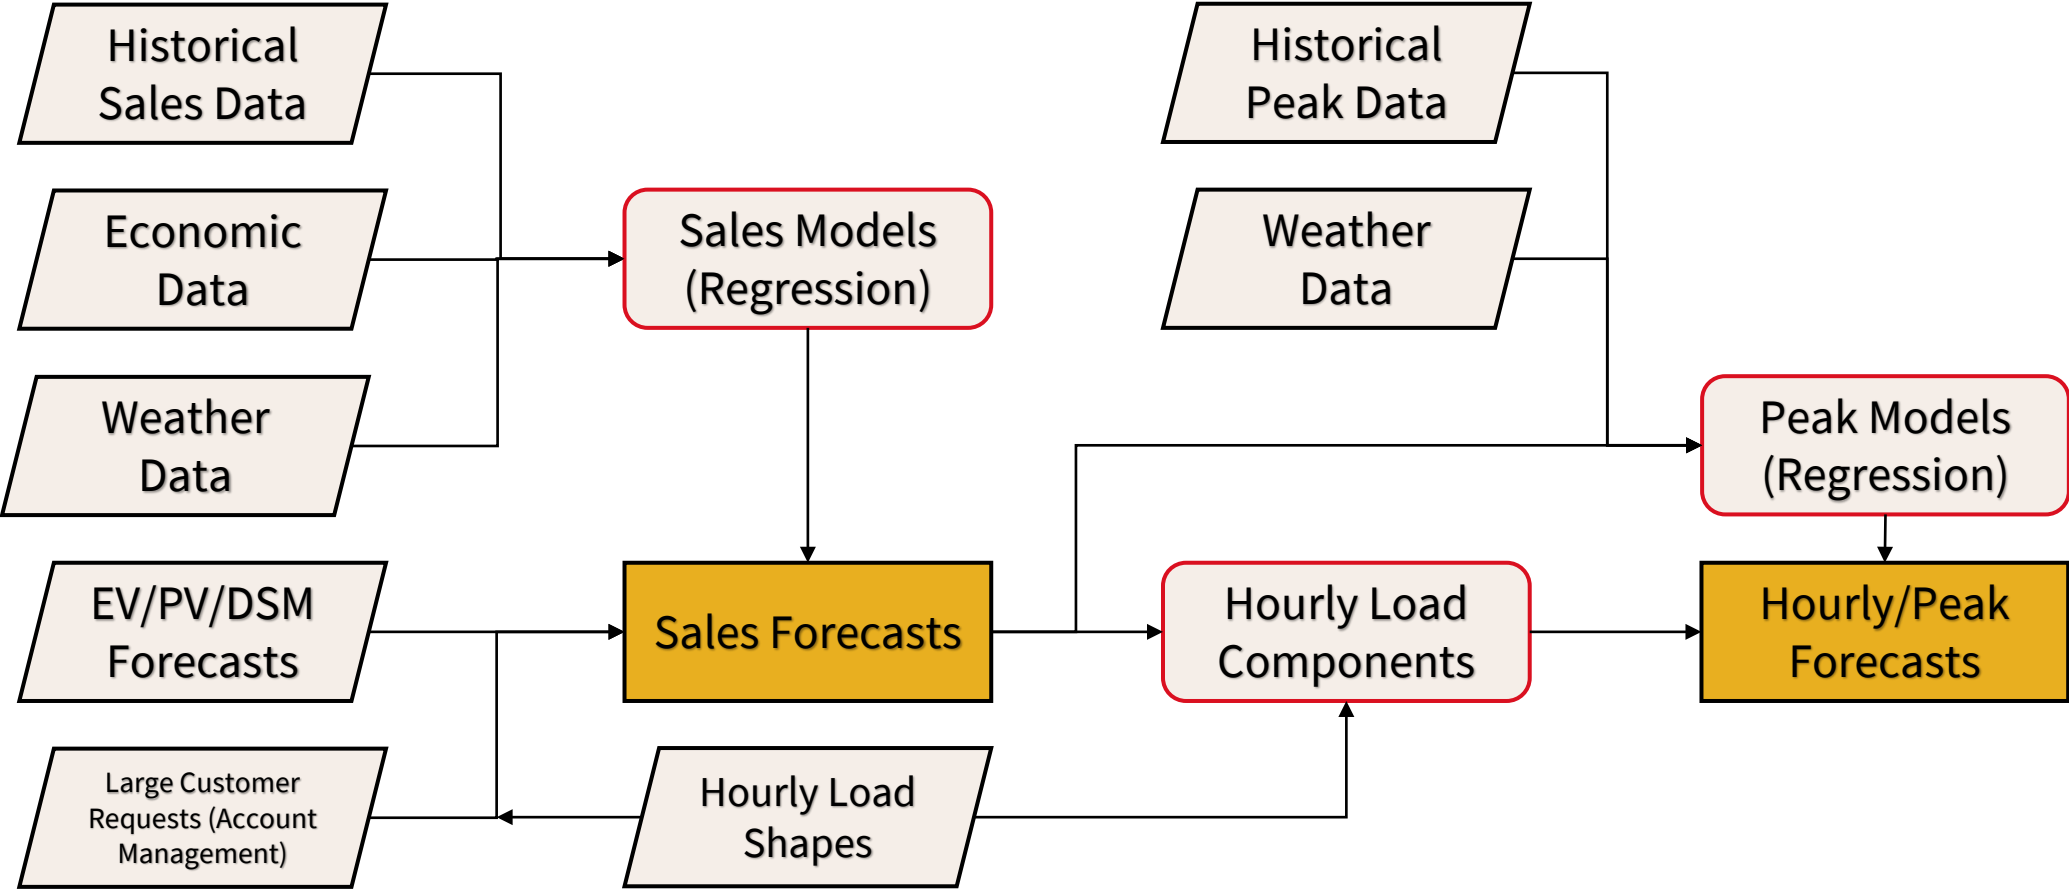 Historical
Sales Data
Historical
Peak Data
Economic
Data
Sales Models
(Regression)
Weather
Data
Weather
Data
Peak Models
(Regression)
EV/PV/DSM
Forecasts
Sales Forecasts
Hourly Load
Components
Hourly/Peak
Forecasts
Large Customer
Requests (Account
Management)
Hourly Load
Shapes